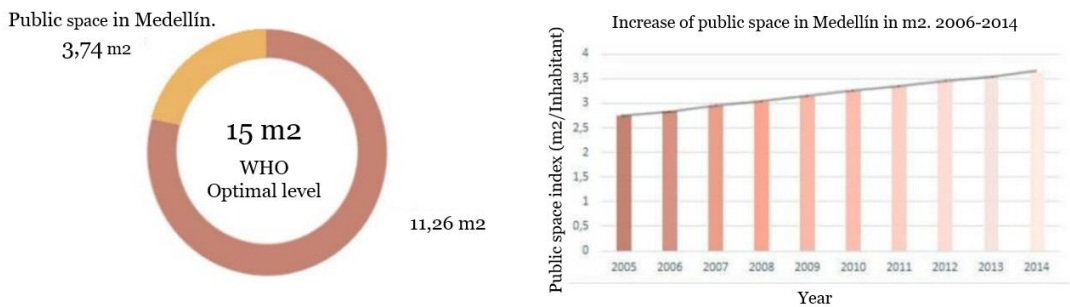 Public space in Medellín.
3,74 m2
15 m2
WHO
Optimal level
11,26 m2
Increase of public space in Medellín in m2. 2006-2014
Public space index (m2/Inhabitant)
4
3,5
3
2,5
2
1,5
1
0,5
0
2005 2006 2007 2008 2009 2010 2011 2012 2013 2014
Year